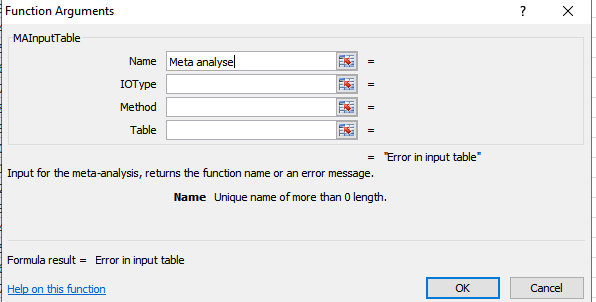 Function Arguments ? ×
MAInputTable
Name Meta analyse =
IOType =
Method =
Table =
= "Error in input table"
Input for the meta-analysis, returns the function name or an error message.
Name Unique name of more than 0 length.
Formula result = Error in input table
Help on this function OK Cancel